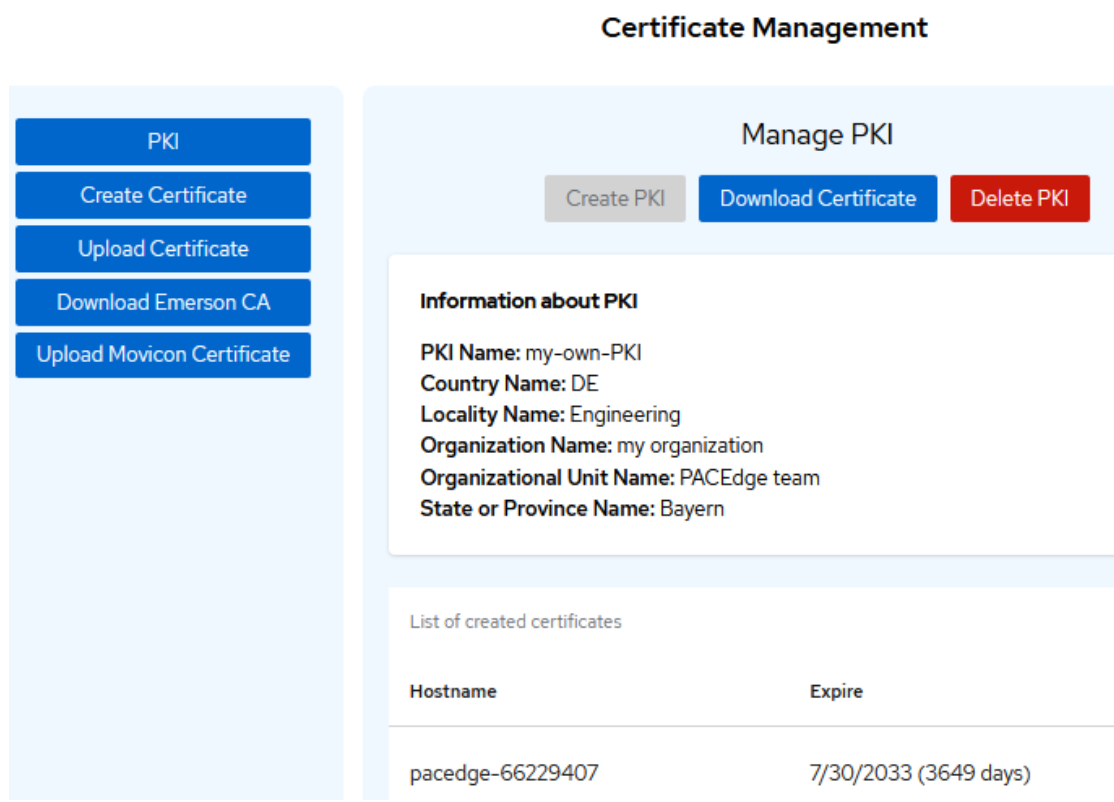 Certificate Management
PKI
Create Certificate
Upload Certificate
Download Emerson CA
Upload Movicon Certificate
Manage PKI
Create PKI
Download Certificate
Delete PKI
Information about PKI
PKI Name: my-own-PKI
Country Name: DE
Locality Name: Engineering
Organization Name: my organization
Organizational Unit Name: PACEdge team
State or Province Name: Bayern
List of created certificates
Hostname Expire
pacedge-66229407 7/30/2033 (3649 days)